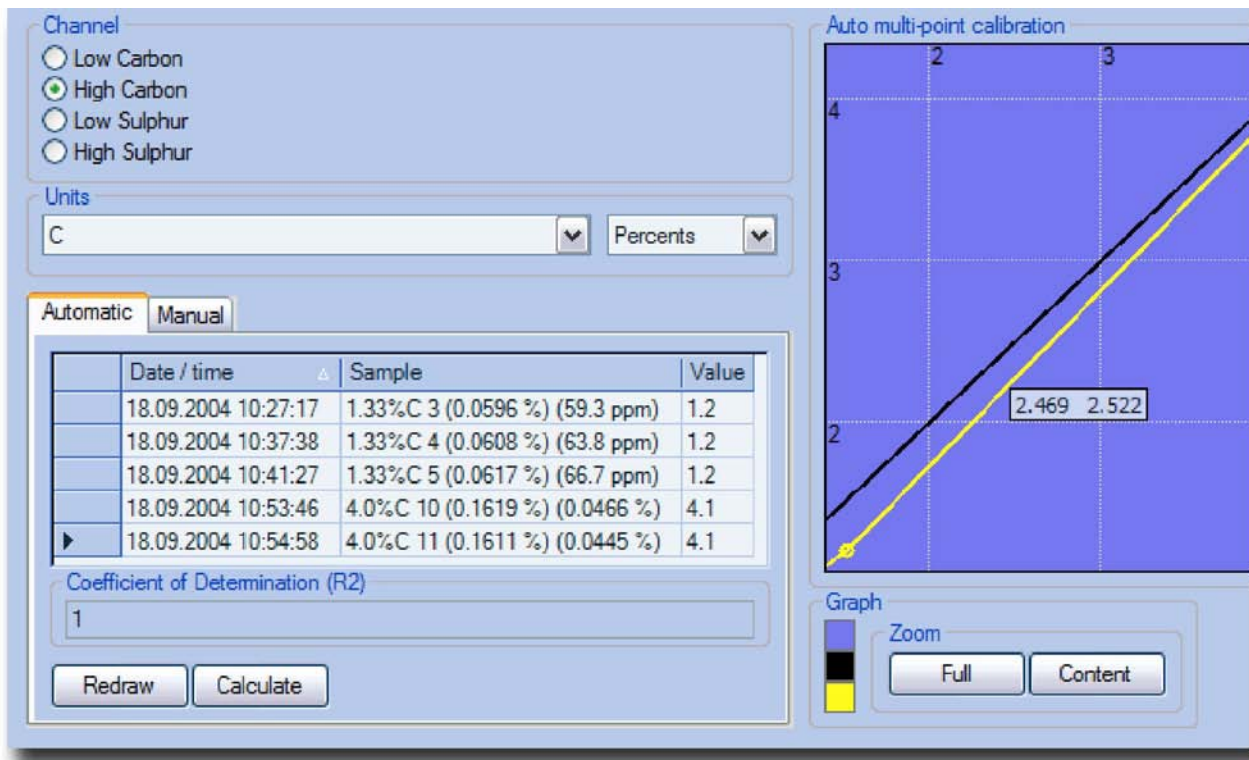 Channel
Low Carbon
High Carbon
Low Sulphur
High Sulphur
Units
C
Percents
Automatic
Manual
Date / time Sample Value
18.09.2004 10:27:17 1.33%C 3 (0.0596 %) (59.3 ppm) 1.2
18.09.2004 10:37:38 1.33%C 4 (0.0608 %) (63.8 ppm) 1.2
18.09.2004 10:41:27 1.33%C 5 (0.0617 %) (66.7 ppm) 1.2
18.09.2004 10:53:46 4.0%C 10 (0.1619 %) (0.0466 %) 4.1
18.09.2004 10:54:58 4.0%C 11 (0.1611 %) (0.0445 %) 4.1
Coefficient of Determination (R2)
1
Redraw
Calculate
Auto multi-point calibration
2 3
4
3
2.469 2.522
2
Graph
Zoom
Full
Content